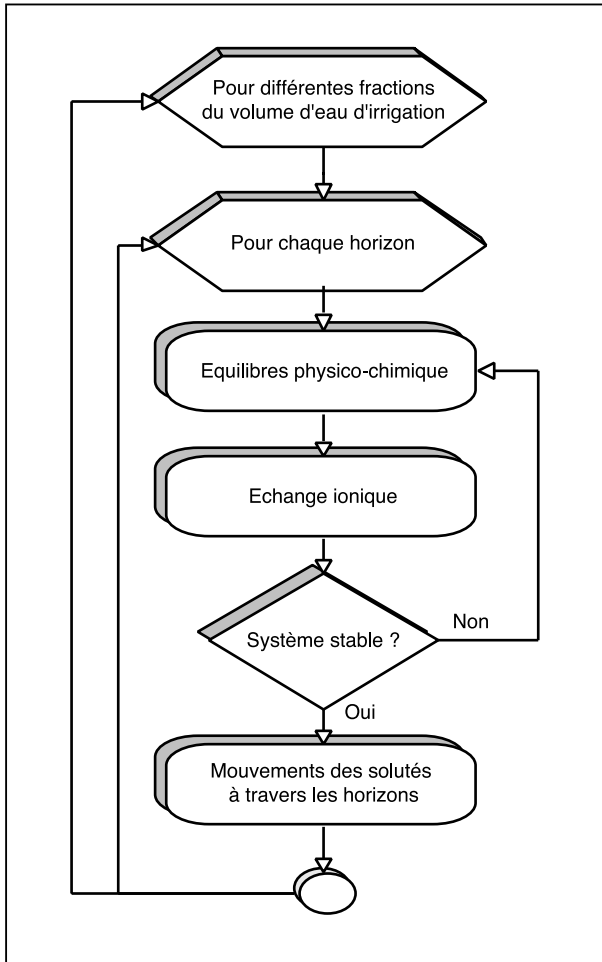 Pour différentes fractions
du volume d'eau d'irrigation
Pour chaque horizon
Equilibres physico-chimique
Echange ionique
Système stable ?
Non
Oui
Mouvements des solutés
à travers les horizons